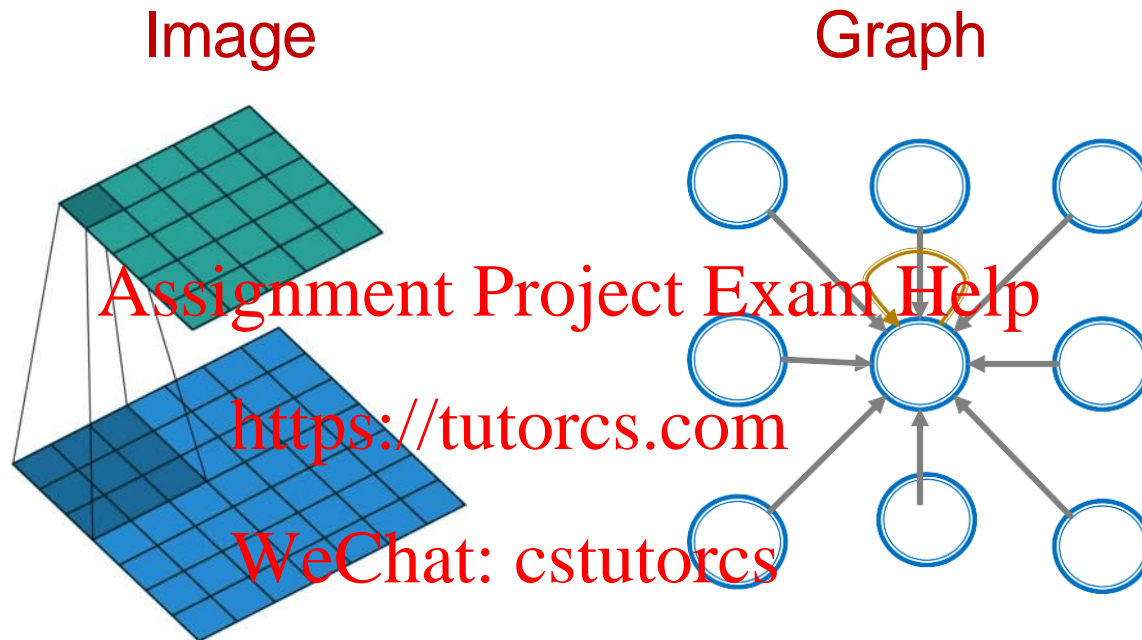 Image
Graph
Assignment Project Exam Help
https://tutorcs.com
WeChat: cstutorcs